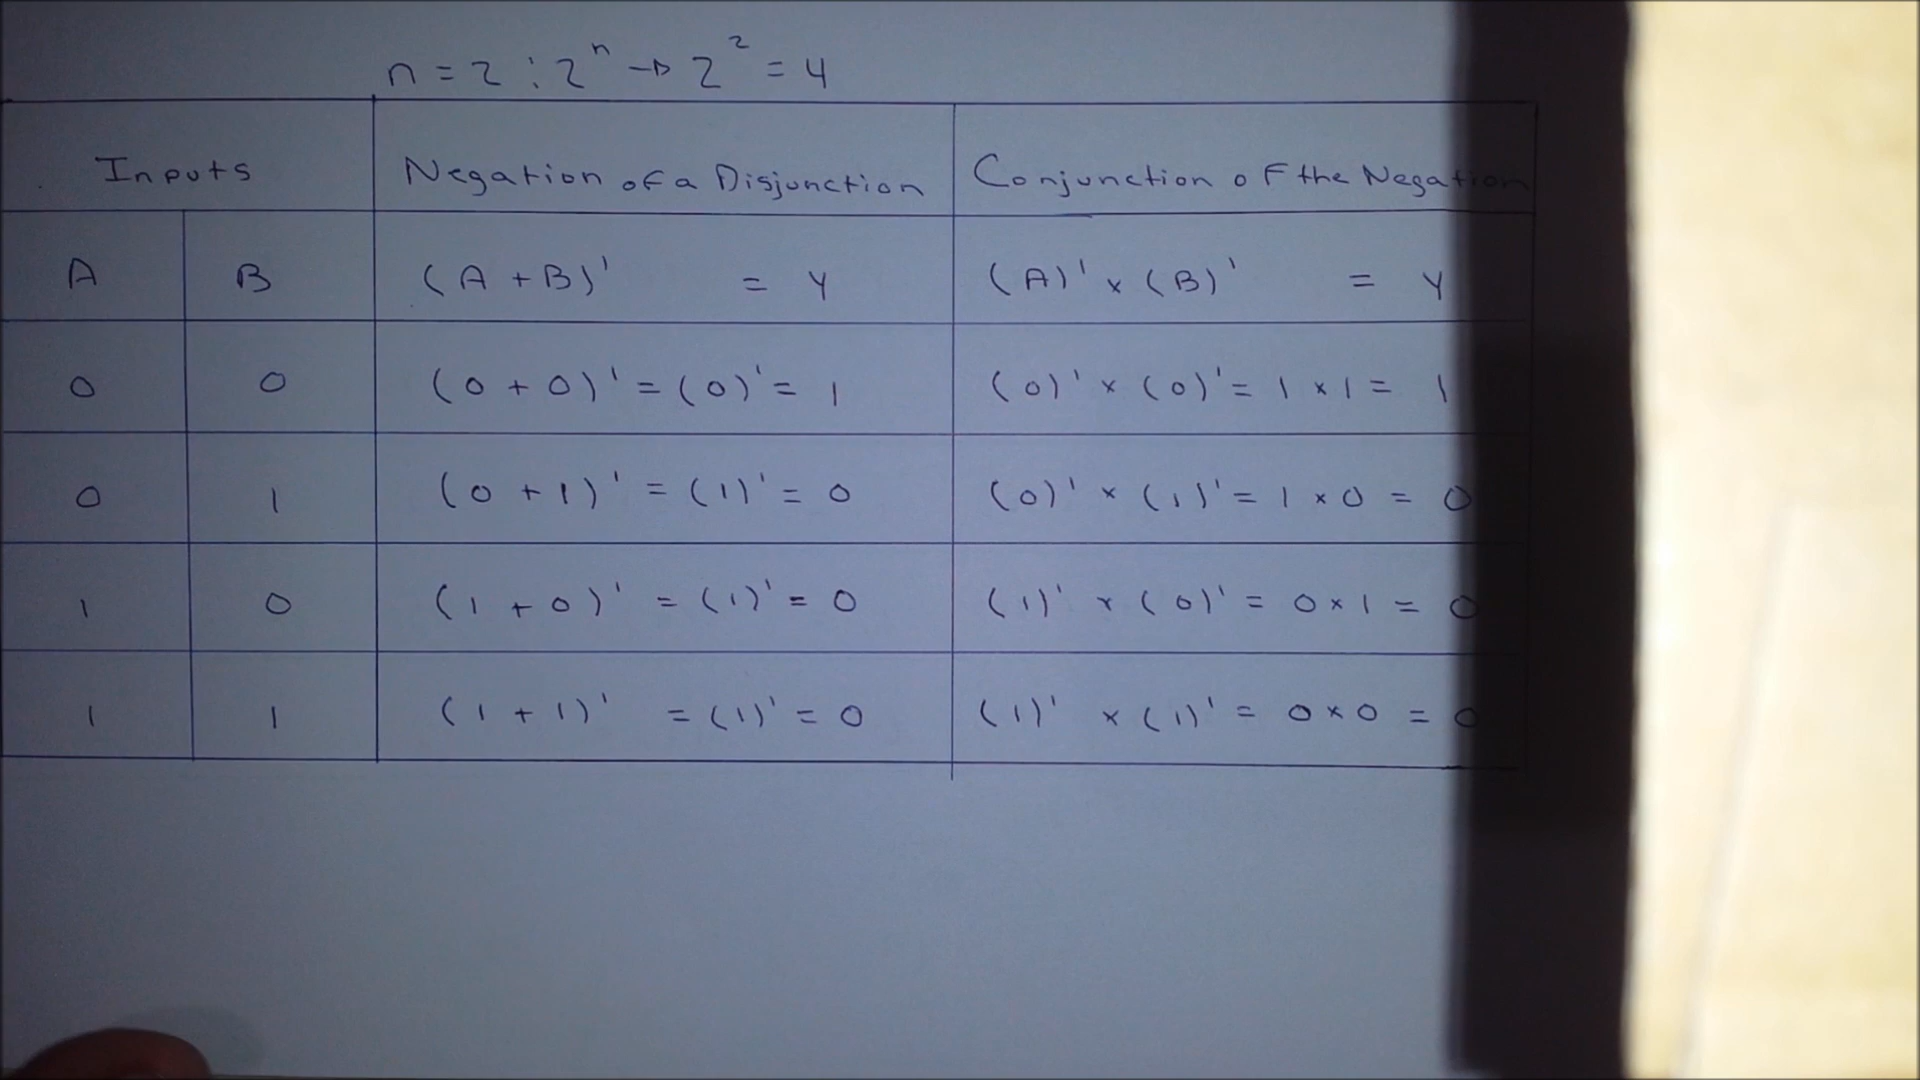 n = 2 : 2ⁿ → 2² = 4
Inputs Negation of a Disjunction Conjunction of the Negation
A B (A + B)' = Y (A)' × (B)' = Y
0 0 (0 + 0)' = (0)' = 1 (0)' × (0)' = 1 × 1 = 1
0 1 (0 + 1)' = (1)' = 0 (0)' × (1)' = 1 × 0 = 0
1 0 (1 + 0)' = (1)' = 0 (1)' × (0)' = 0 × 1 = 0
1 1 (1 + 1)' = (1)' = 0 (1)' × (1)' = 0 × 0 = 0